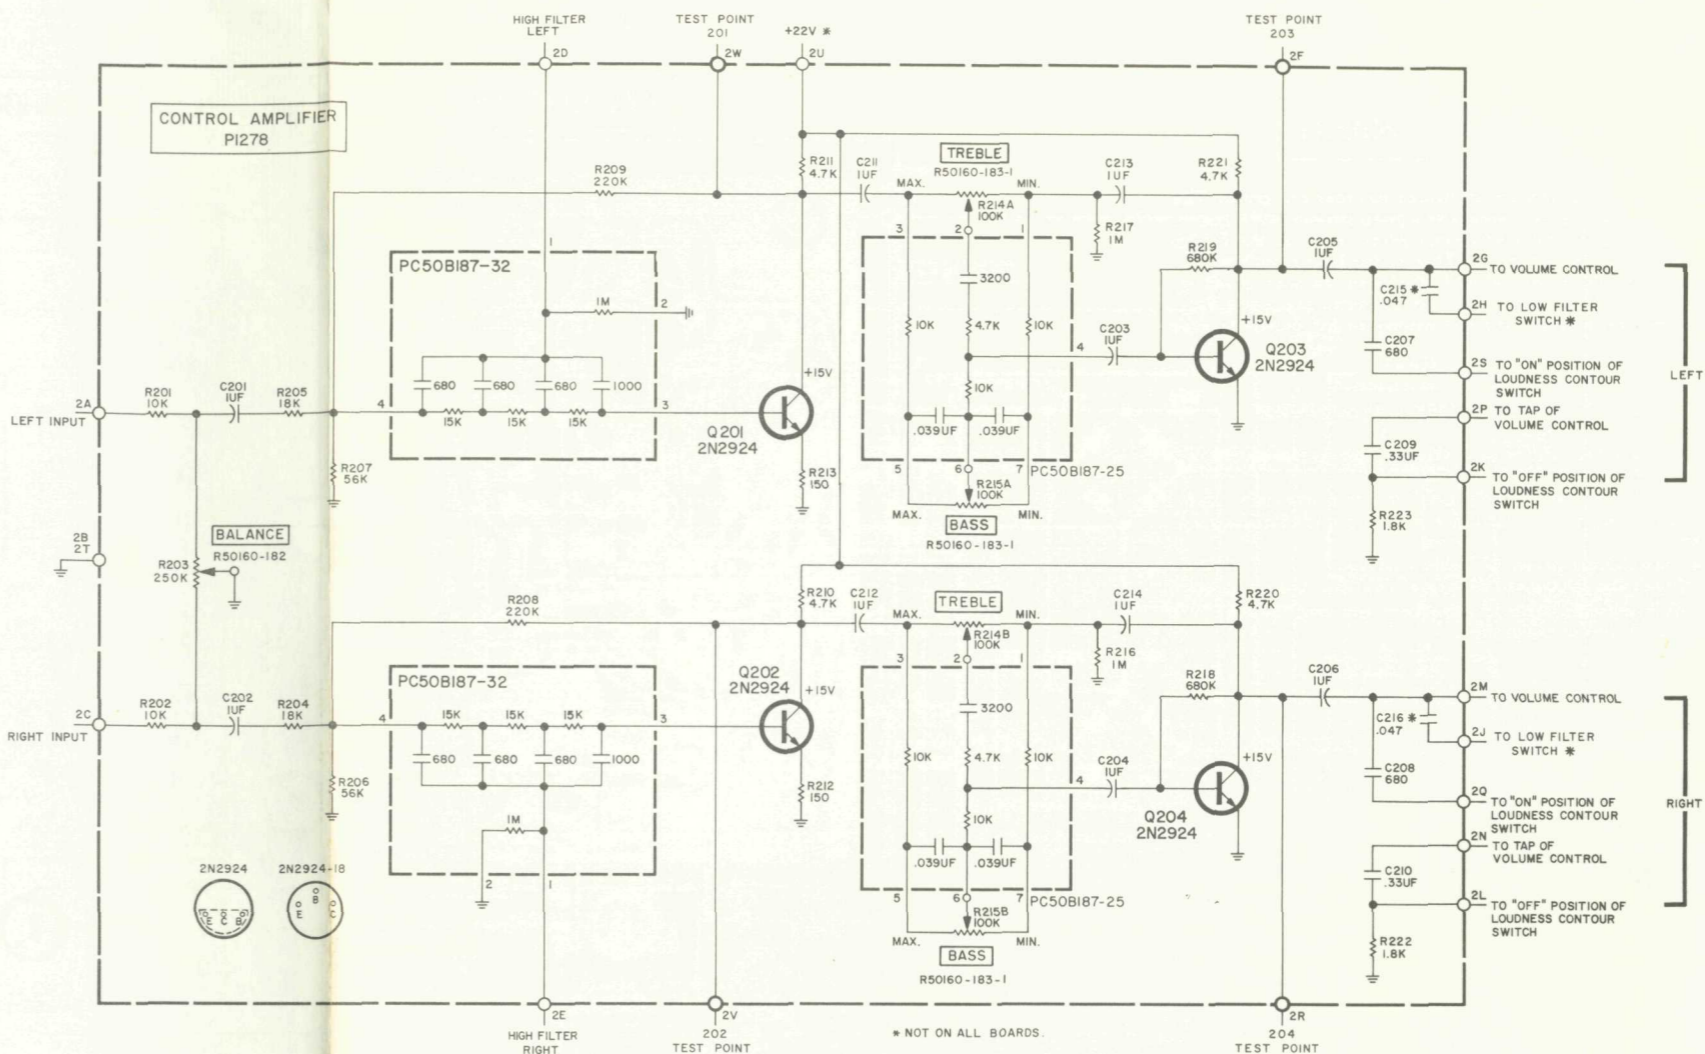 HIGH FILTER
LEFT
2D
TEST POINT
201
2W
+22V *
2U
TEST POINT
203
2F
CONTROL AMPLIFIER
P1278
R209
220K
R211
4.7K
C211
1UF
MAX.
TREBLE
R50160-183-1
MIN.
R214A
100K
C213
1UF
R217
1M
R221
4.7K
3
2
1
PC50B187-32
1
1M
2
680
680
680
1000
4
15K
15K
15K
3
3200
10K
4.7K
10K
4
10K
.039UF
.039UF
5
6
7
PC50B187-25
R215A
100K
MAX.
MIN.
BASS
R50160-183-1
R219
680K
C203
1UF
+15V
Q203
2N2924
C205
1UF
2G
TO VOLUME CONTROL
C215 *
.047
2H
TO LOW FILTER
SWITCH *
C207
680
2S
TO "ON" POSITION OF
LOUDNESS CONTOUR
SWITCH
LEFT
2P
TO TAP OF
VOLUME CONTROL
C209
.33UF
2K
TO "OFF" POSITION OF
LOUDNESS CONTOUR
SWITCH
R223
1.8K
2A
LEFT INPUT
R201
10K
C201
1UF
R205
18K
R207
56K
+15V
Q201
2N2924
R213
150
2B
2T
BALANCE
R50160-182
R203
250K
R208
220K
R210
4.7K
C212
1UF
MAX.
TREBLE
MIN.
R214B
100K
C214
1UF
R216
1M
R220
4.7K
3
2
1
PC50B187-32
4
15K
15K
15K
3
680
680
680
1000
1M
2
1
Q202
2N2924
+15V
R212
150
2C
RIGHT INPUT
R202
10K
C202
1UF
R204
18K
R206
56K
3200
10K
4.7K
10K
4
10K
.039UF
.039UF
5
6
7
PC50B187-25
R215B
100K
MAX.
MIN.
BASS
R50160-183-1
R218
680K
C204
1UF
+15V
Q204
2N2924
C206
1UF
2M
TO VOLUME CONTROL
C216 *
.047
2J
TO LOW FILTER
SWITCH *
C208
680
2Q
TO "ON" POSITION OF
LOUDNESS CONTOUR
SWITCH
RIGHT
2N
TO TAP OF
VOLUME CONTROL
C210
.33UF
2L
TO "OFF" POSITION OF
LOUDNESS CONTOUR
SWITCH
R222
1.8K
2N2924
E C B
2N2924-18
B
E C
2E
HIGH FILTER
RIGHT
2V
202
TEST POINT
* NOT ON ALL BOARDS.
2R
204
TEST POINT